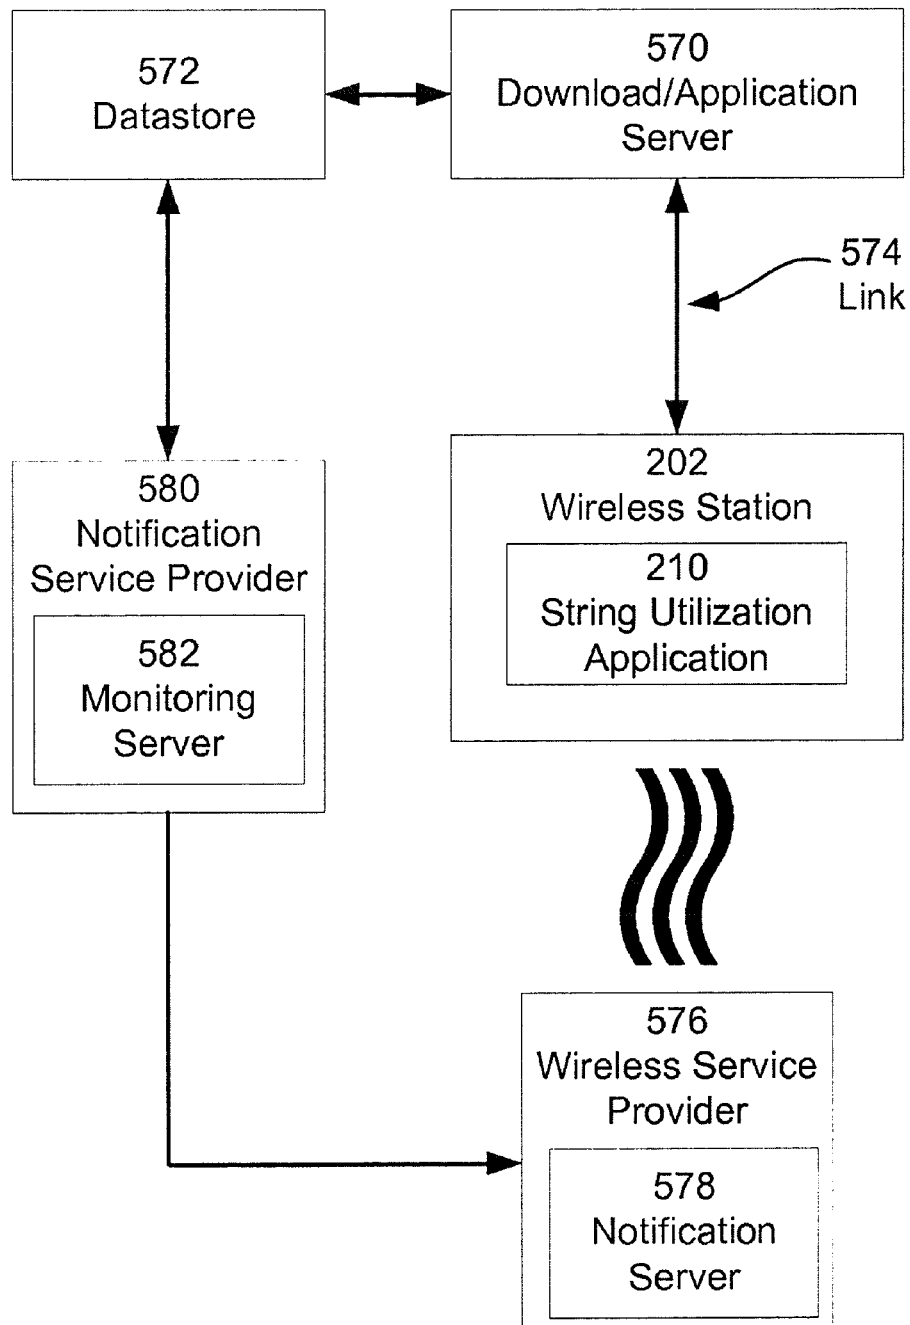 572
Datastore
570
Download/Application
Server
574
Link
580
Notification
Service Provider
582
Monitoring
Server
202
Wireless Station
210
String Utilization
Application
576
Wireless Service
Provider
578
Notification
Server